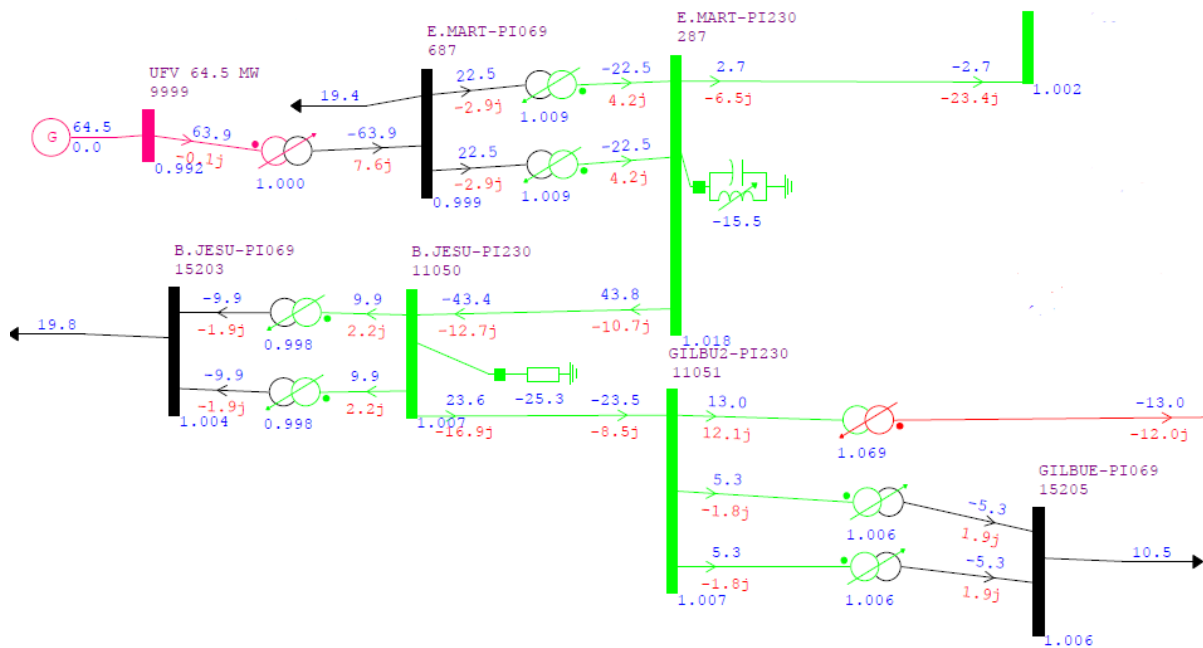 E.MART-PI230
287
E.MART-PI069
687
UFV 64.5 MW
9999
22.5
-22.5
2.7
-2.7
-2.9j
4.2j
-6.5j
-23.4j
1.002
19.4
1.009
G
64.5
0.0
63.9
-0.1j
0.992
1.000
-63.9
7.6j
22.5
-22.5
-2.9j
4.2j
1.009
0.999
-15.5
B.JESU-PI069
15203
B.JESU-PI230
11050
-9.9
9.9
-43.4
43.8
-1.9j
2.2j
-12.7j
-10.7j
19.8
0.998
1.018
GILBU2-PI230
11051
-9.9
9.9
-1.9j
2.2j
0.998
1.004
1.007
23.6
-25.3
-23.5
-16.9j
-8.5j
13.0
-13.0
12.1j
-12.0j
1.069
GILBUE-PI069
15205
5.3
-5.3
-1.8j
1.9j
1.006
10.5
5.3
-5.3
-1.8j
1.9j
1.007
1.006
1.006